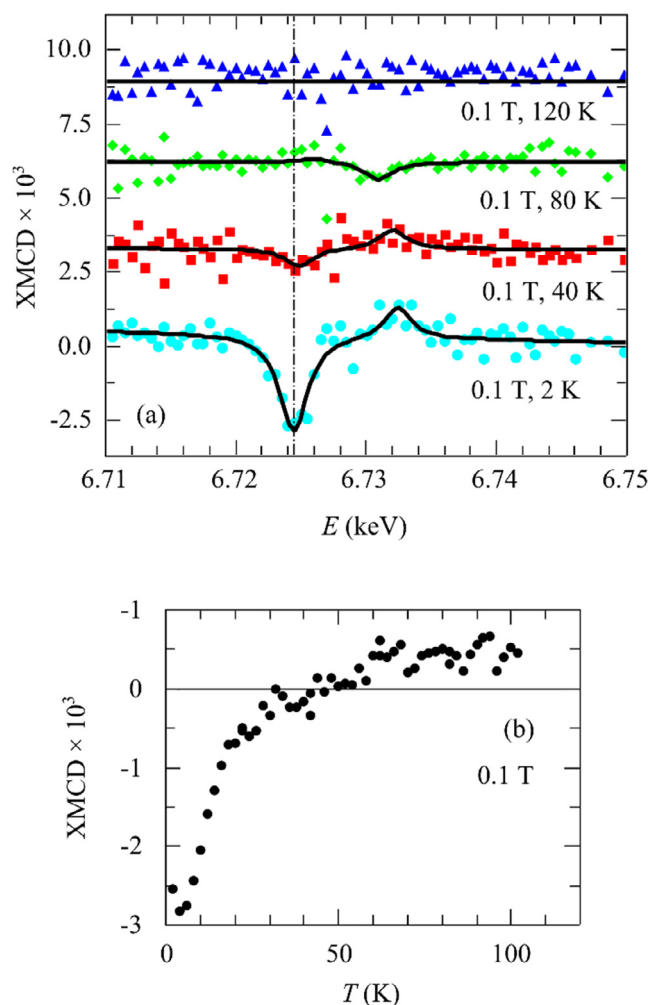 10.0
7.5
5.0
2.5
0.0
-2.5
XMCD × 10³
0.1 T, 120 K
0.1 T, 80 K
0.1 T, 40 K
0.1 T, 2 K
(a)
6.71 6.72 6.73 6.74 6.75
E (keV)
-1
0
-1
-2
-3
XMCD × 10³
(b)
0.1 T
0 50 100
T (K)